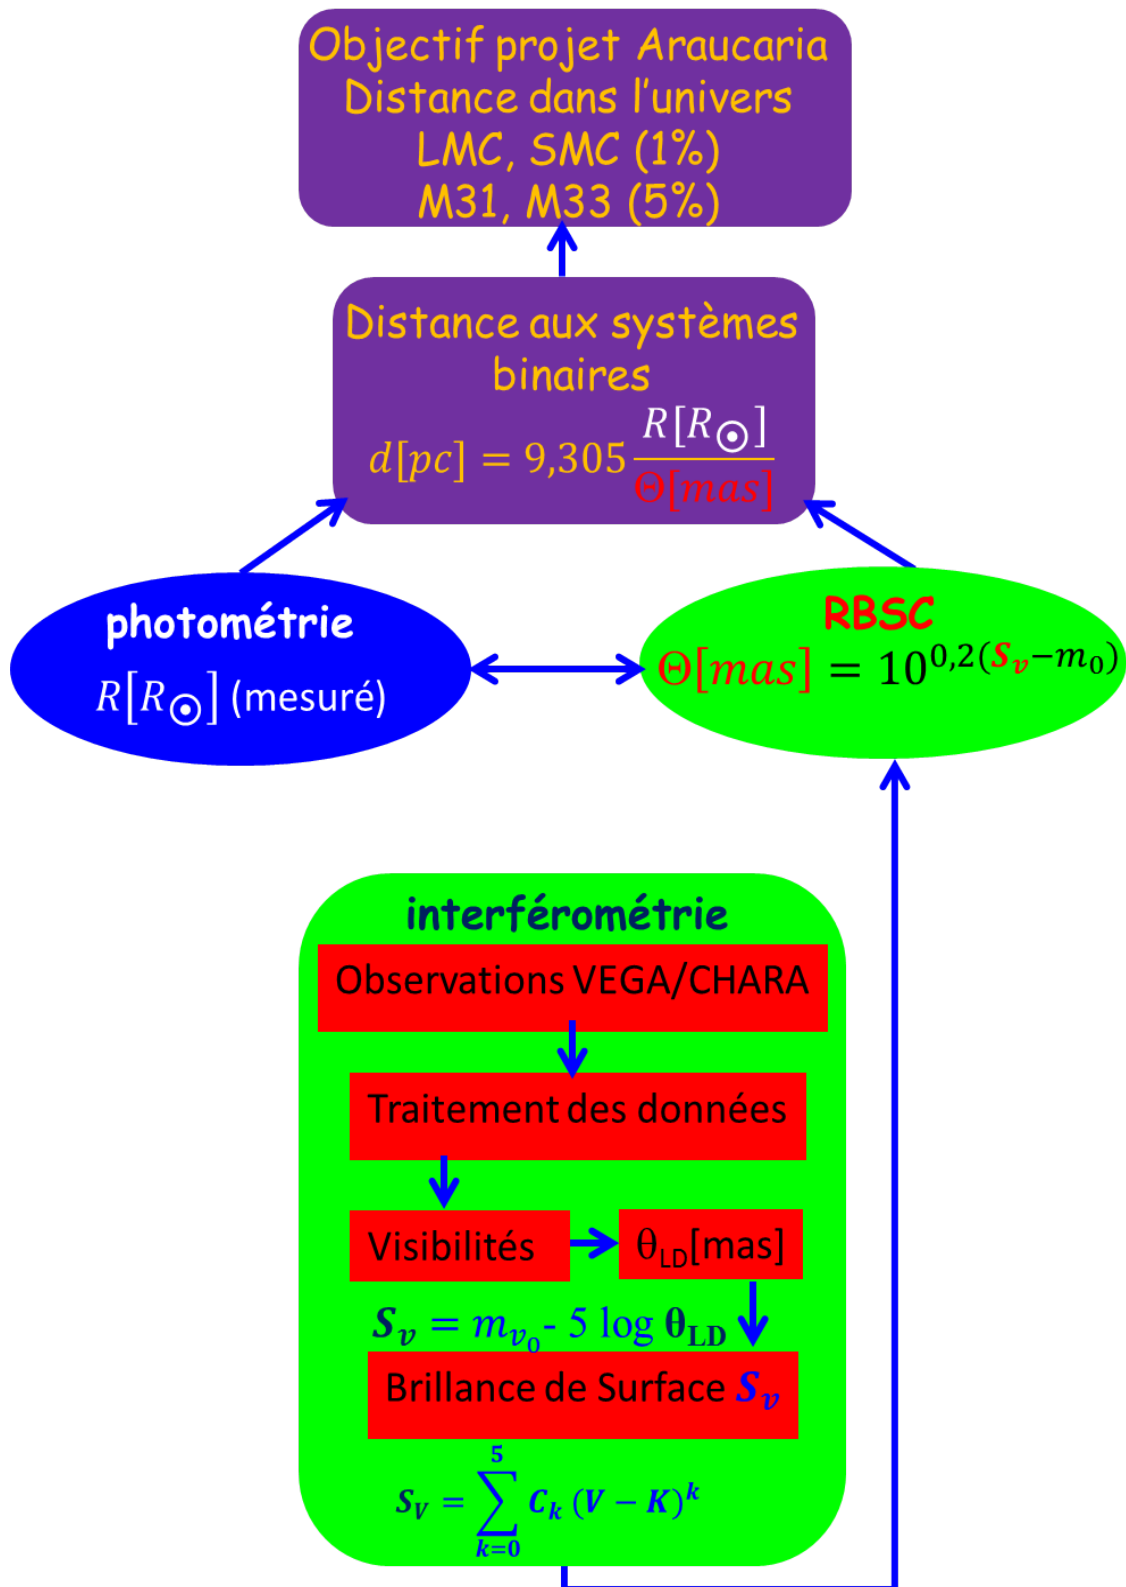 Objectif projet Araucaria
Distance dans l'univers
LMC, SMC (1%)
M31, M33 (5%)
Distance aux systèmes
binaires
d[pc] = 9,305 R[R☉] / Θ[mas]
photométrie
R[R☉] (mesuré)
RBSC
Θ[mas] = 10^{0,2(S_v−m_0)}
interférométrie
Observations VEGA/CHARA
Traitement des données
Visibilités
θ_LD[mas]
S_v = m_{v_0} - 5 log θ_LD
Brillance de Surface S_v
S_V = ∑_{k=0}^{5} C_k (V − K)^k